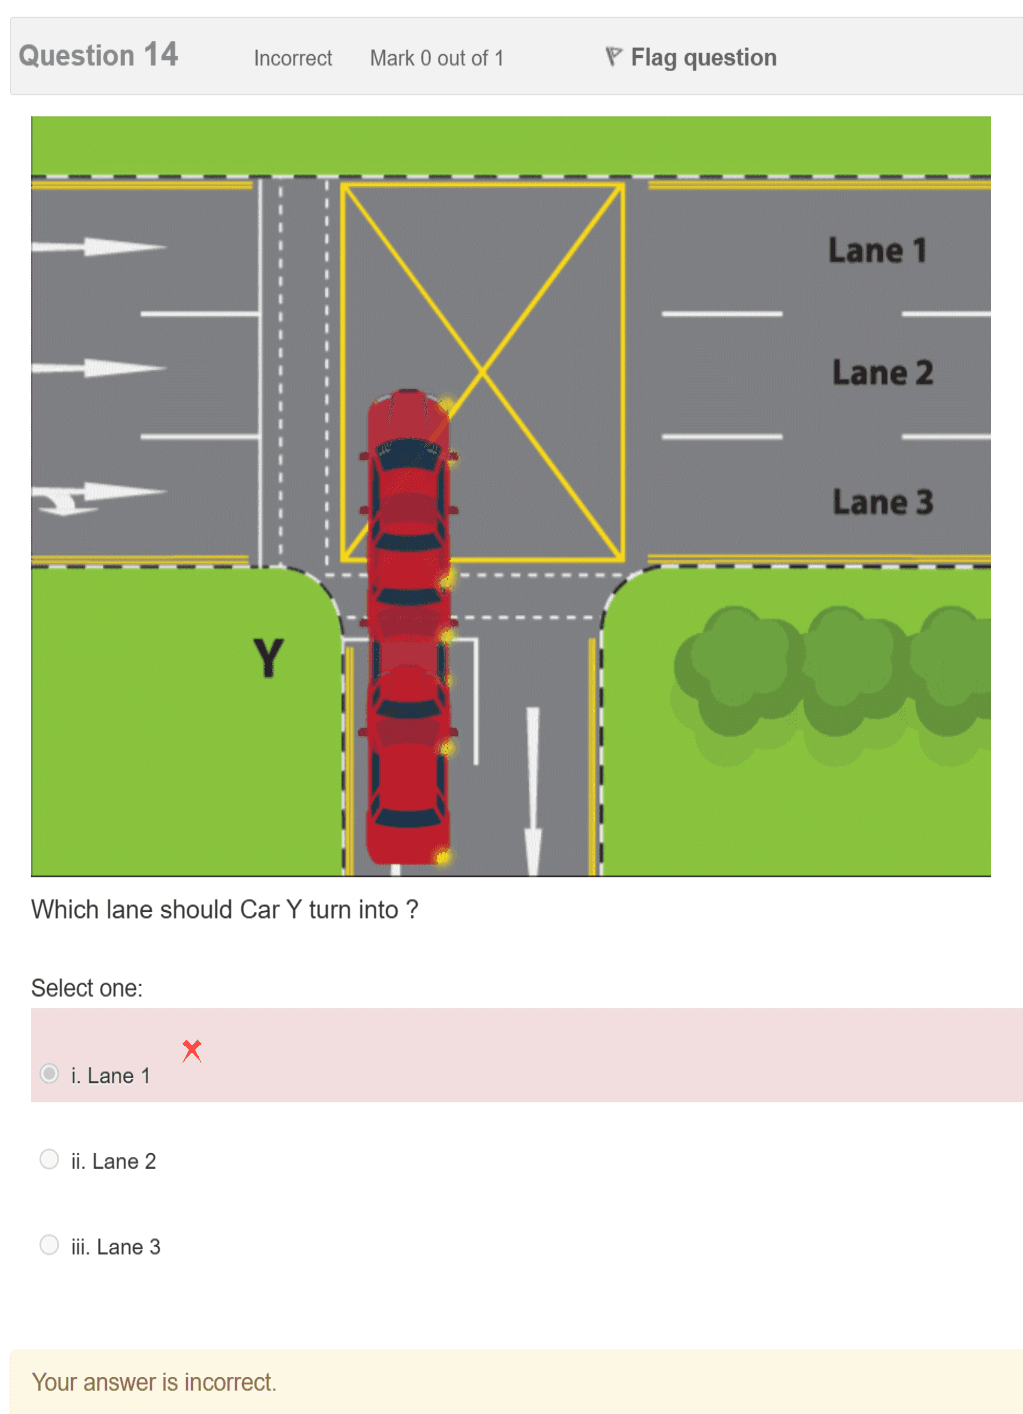 Question 14 Incorrect Mark 0 out of 1 Flag question
Lane 1
Lane 2
Lane 3
Y
Which lane should Car Y turn into ?
Select one:
i. Lane 1
ii. Lane 2
iii. Lane 3
Your answer is incorrect.